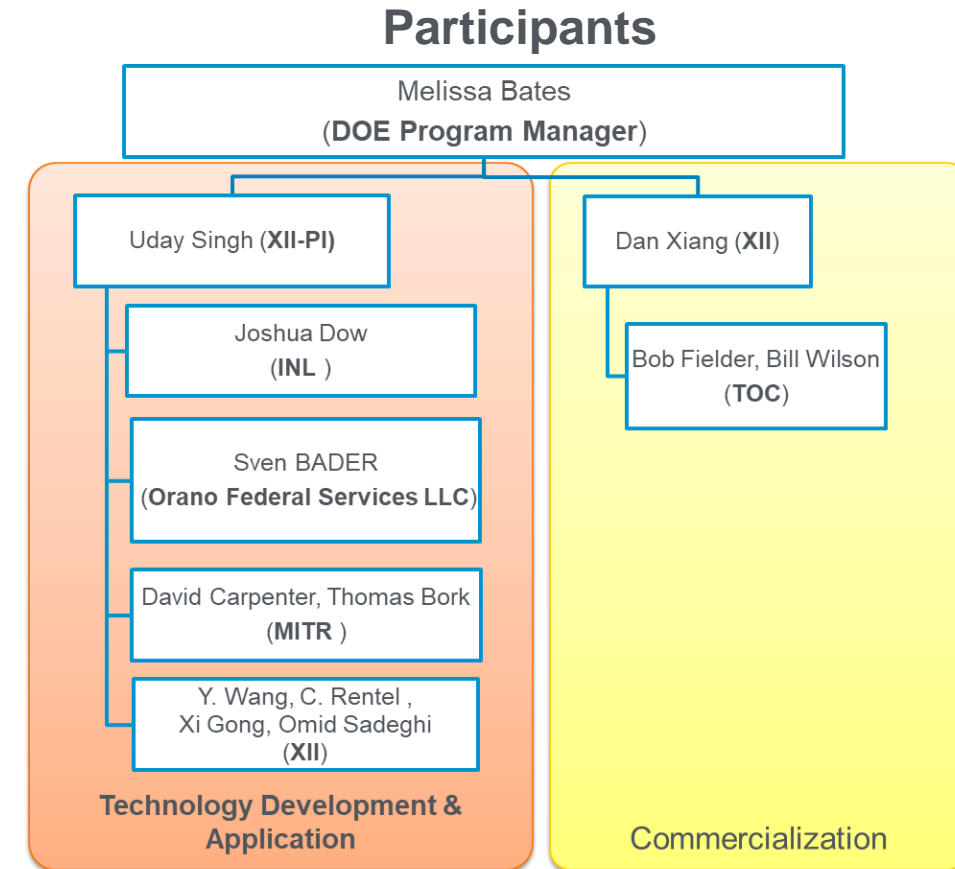 Participants
Melissa Bates
(DOE Program Manager)
Uday Singh (XII-PI)
Joshua Dow
(INL )
Sven BADER
(Orano Federal Services LLC)
David Carpenter, Thomas Bork
(MITR )
Y. Wang, C. Rentel ,
Xi Gong, Omid Sadeghi
(XII)
Technology Development &
Application
Dan Xiang (XII)
Bob Fielder, Bill Wilson
(TOC)
Commercialization